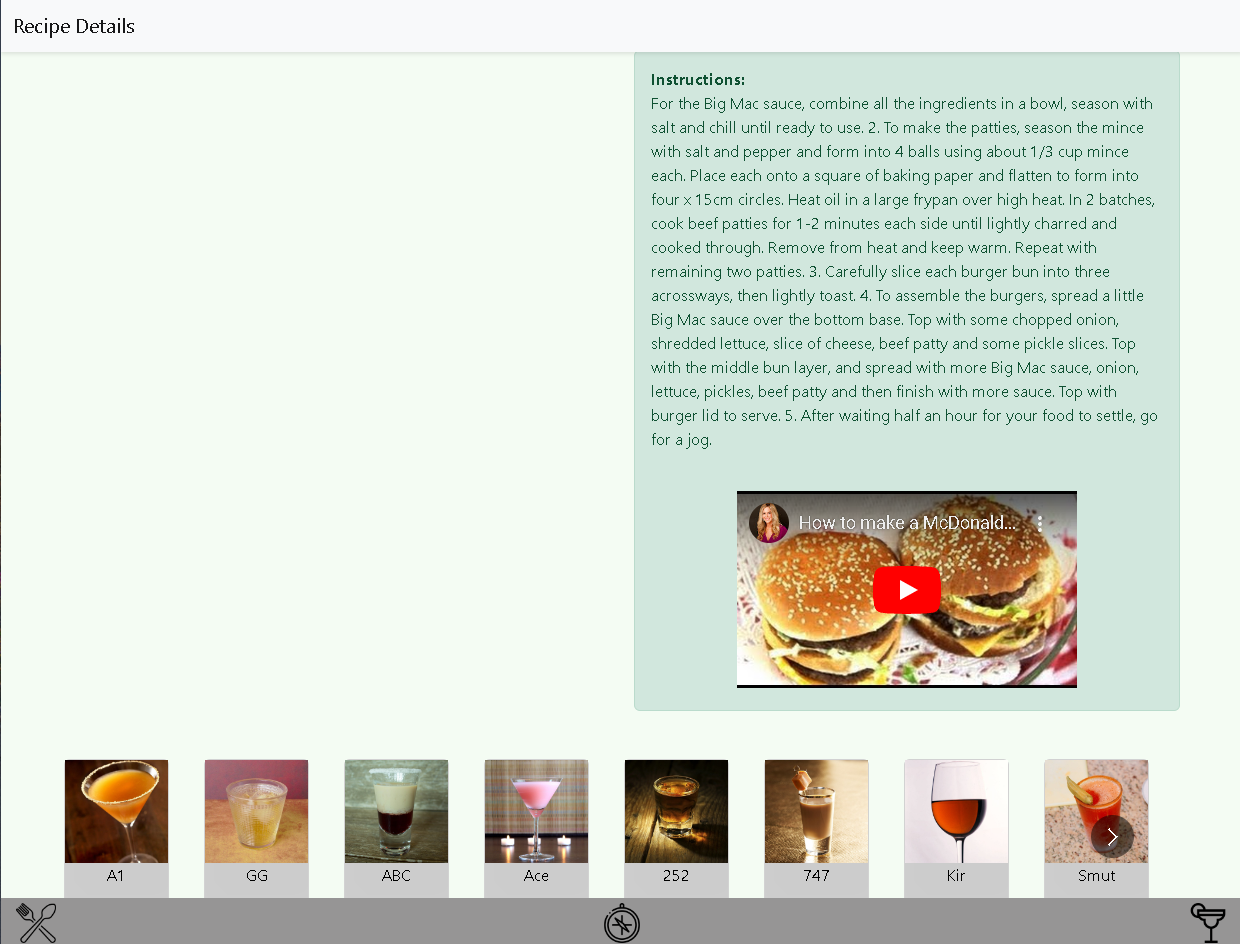 Recipe Details
Instructions:
For the Big Mac sauce, combine all the ingredients in a bowl, season with
salt and chill until ready to use. 2. To make the patties, season the mince
with salt and pepper and form into 4 balls using about 1/3 cup mince
each. Place each onto a square of baking paper and flatten to form into
four x 15cm circles. Heat oil in a large frypan over high heat. In 2 batches,
cook beef patties for 1-2 minutes each side until lightly charred and
cooked through. Remove from heat and keep warm. Repeat with
remaining two patties. 3. Carefully slice each burger bun into three
acrossways, then lightly toast. 4. To assemble the burgers, spread a little
Big Mac sauce over the bottom base. Top with some chopped onion,
shredded lettuce, slice of cheese, beef patty and some pickle slices. Top
with the middle bun layer, and spread with more Big Mac sauce, onion,
lettuce, pickles, beef patty and then finish with more sauce. Top with
burger lid to serve. 5. After waiting half an hour for your food to settle, go
for a jog.
How to make a McDonald...
A1
GG
ABC
Ace
252
747
Kir
Smut